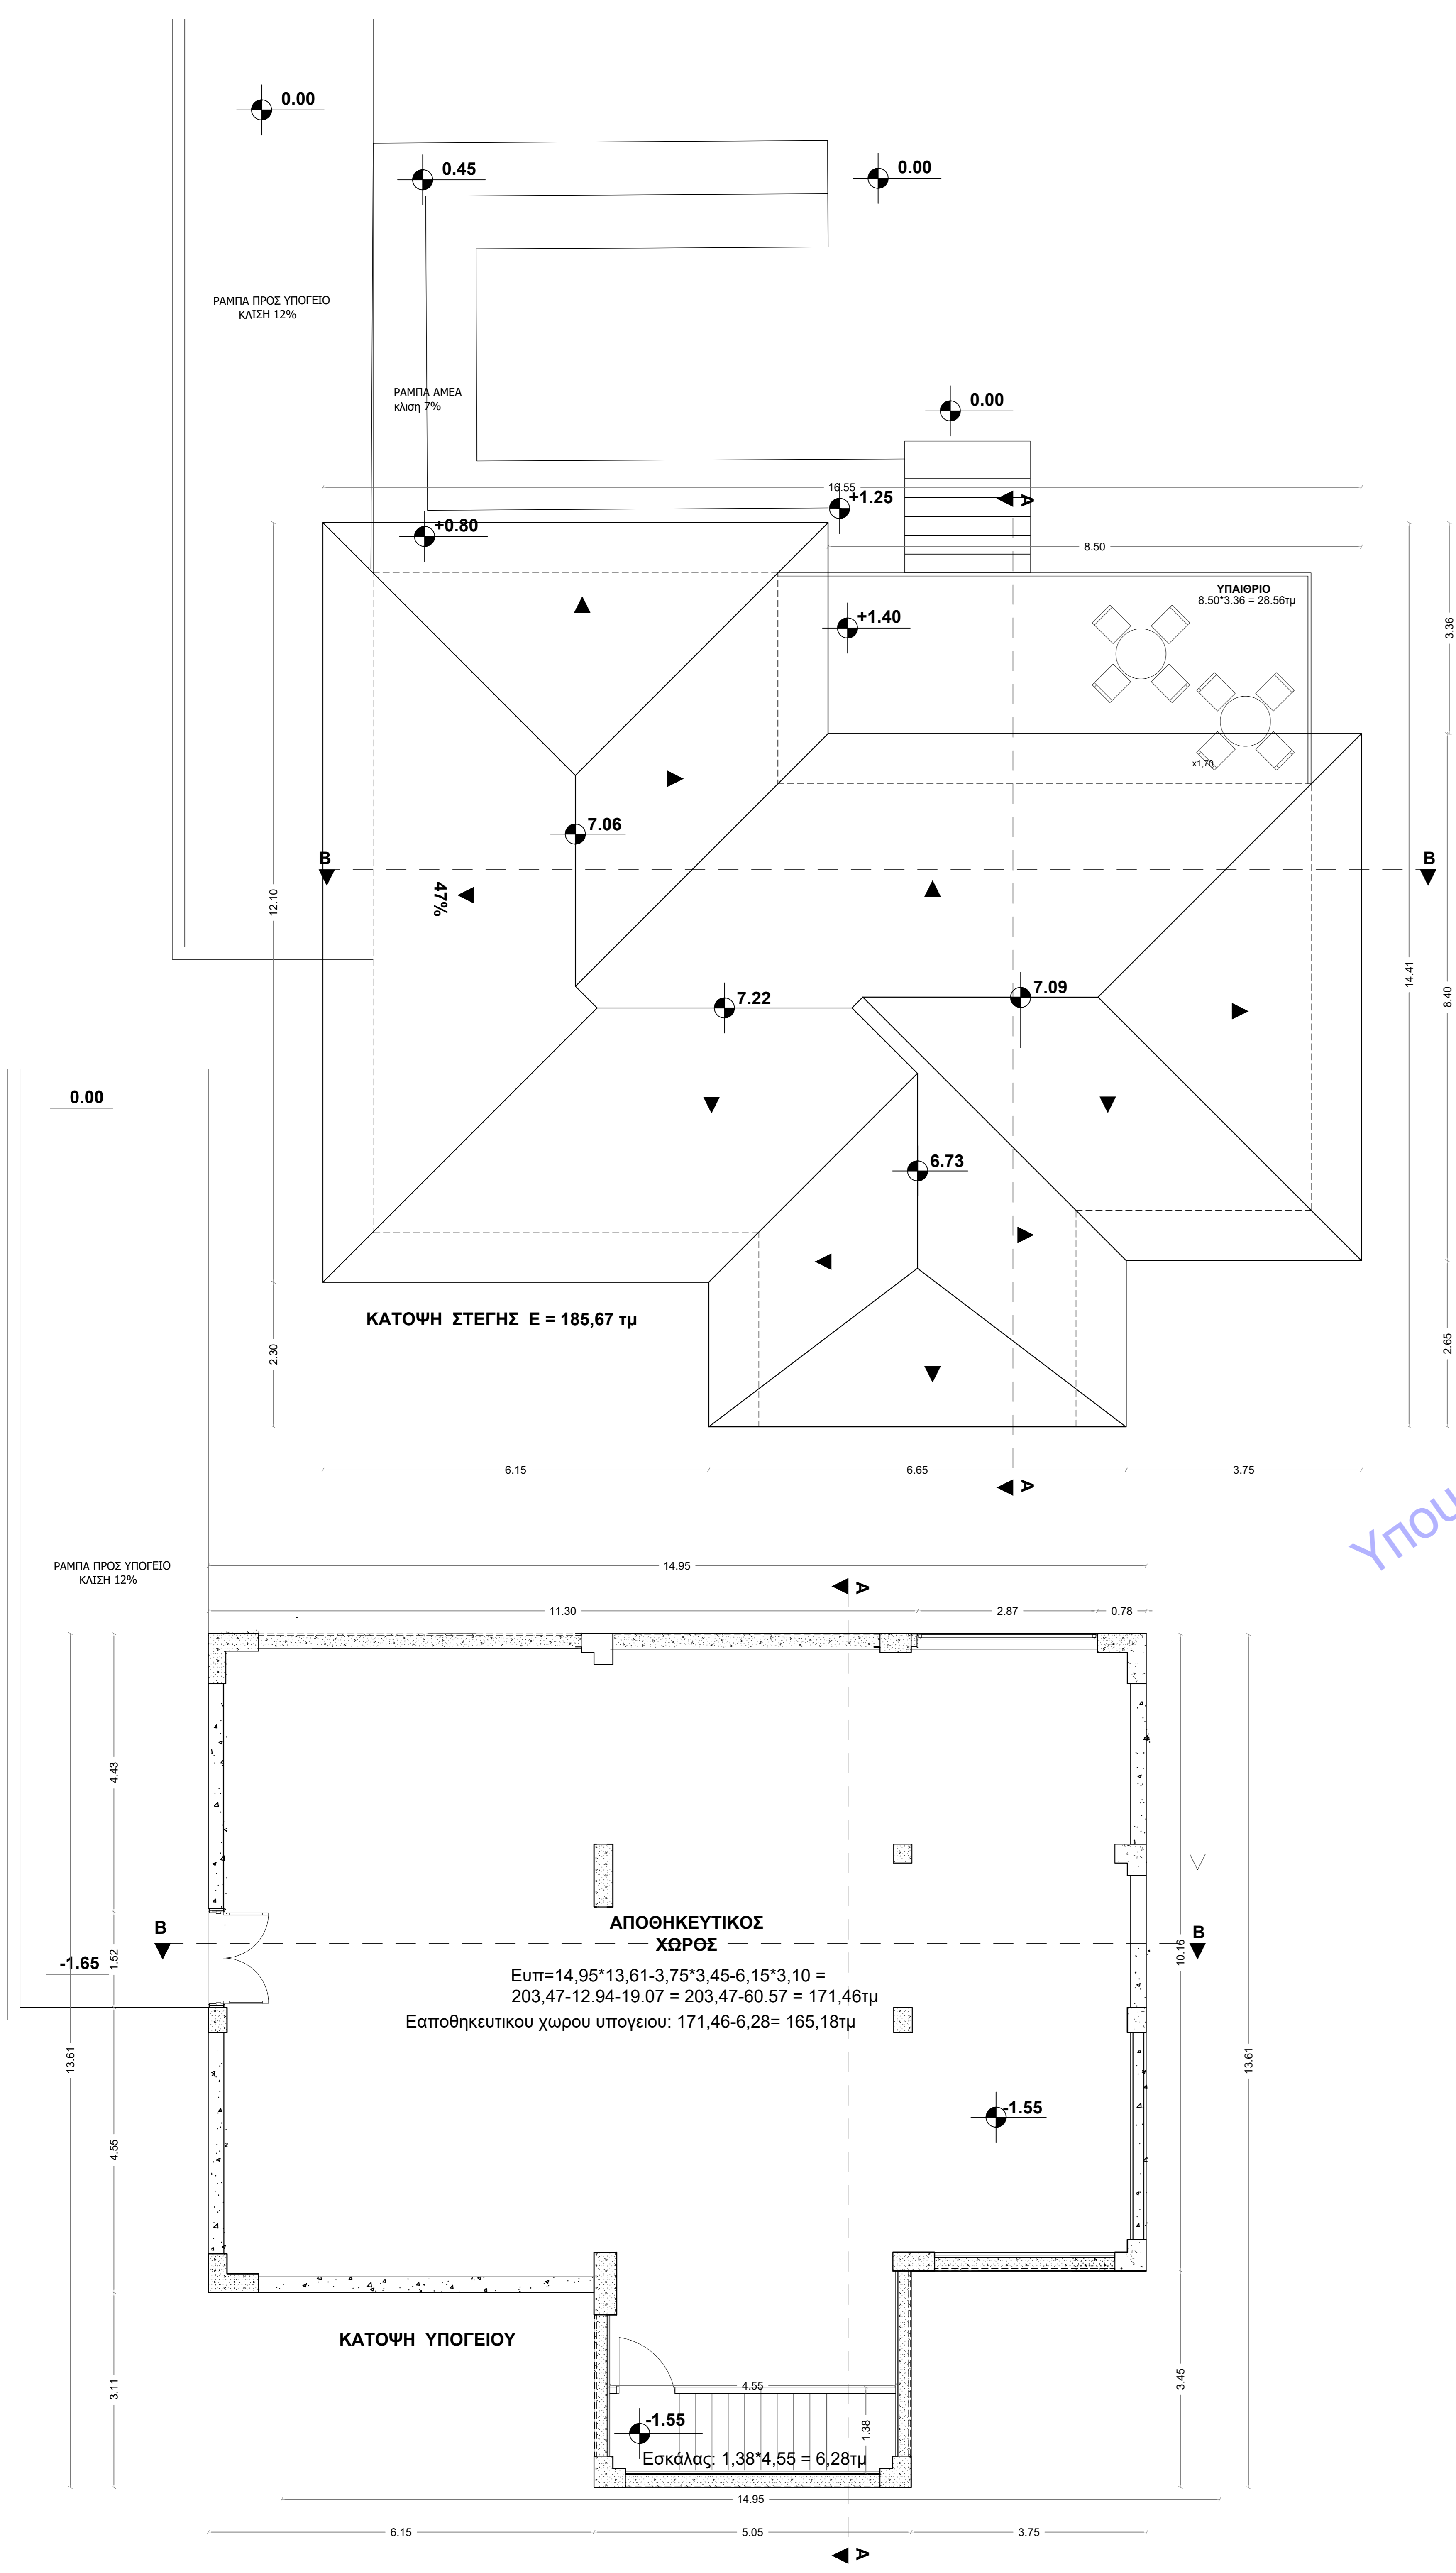 0.00
0.45
0.00
ΡΑΜΠΑ ΠΡΟΣ ΥΠΟΓΕΙΟ
ΚΛΙΣΗ 12%
ΡΑΜΠΑ ΑΜΕΑ
κλιση 7%
0.00
16.55
+1.25
A
+0.80
8.50
ΥΠΑΙΘΡΙΟ
8.50*3.36 = 28.56τμ
+1.40
3.36
x1,70
7.06
B
B
47%
12.10
14.41
8.40
7.22
7.09
0.00
6.73
ΚΑΤΟΨΗ ΣΤΕΓΗΣ Ε = 185,67 τμ
2.30
2.65
6.15
6.65
3.75
A
Υπου
ΡΑΜΠΑ ΠΡΟΣ ΥΠΟΓΕΙΟ
ΚΛΙΣΗ 12%
14.95
A
11.30
2.87
0.78
4.43
B
ΑΠΟΘΗΚΕΥΤΙΚΟΣ
ΧΩΡΟΣ
B
-1.65
1.52
10.16
Ευπ=14,95*13,61-3,75*3,45-6,15*3,10 =
203,47-12.94-19.07 = 203,47-60.57 = 171,46τμ
Εαποθηκευτικου χωρου υπογειου: 171,46-6,28= 165,18τμ
13.61
13.61
-1.55
4.55
ΚΑΤΟΨΗ ΥΠΟΓΕΙΟΥ
3.11
4.55
3.45
-1.55
1.38
Εσκάλας: 1,38*4,55 = 6,28τμ
14.95
6.15
5.05
3.75
A